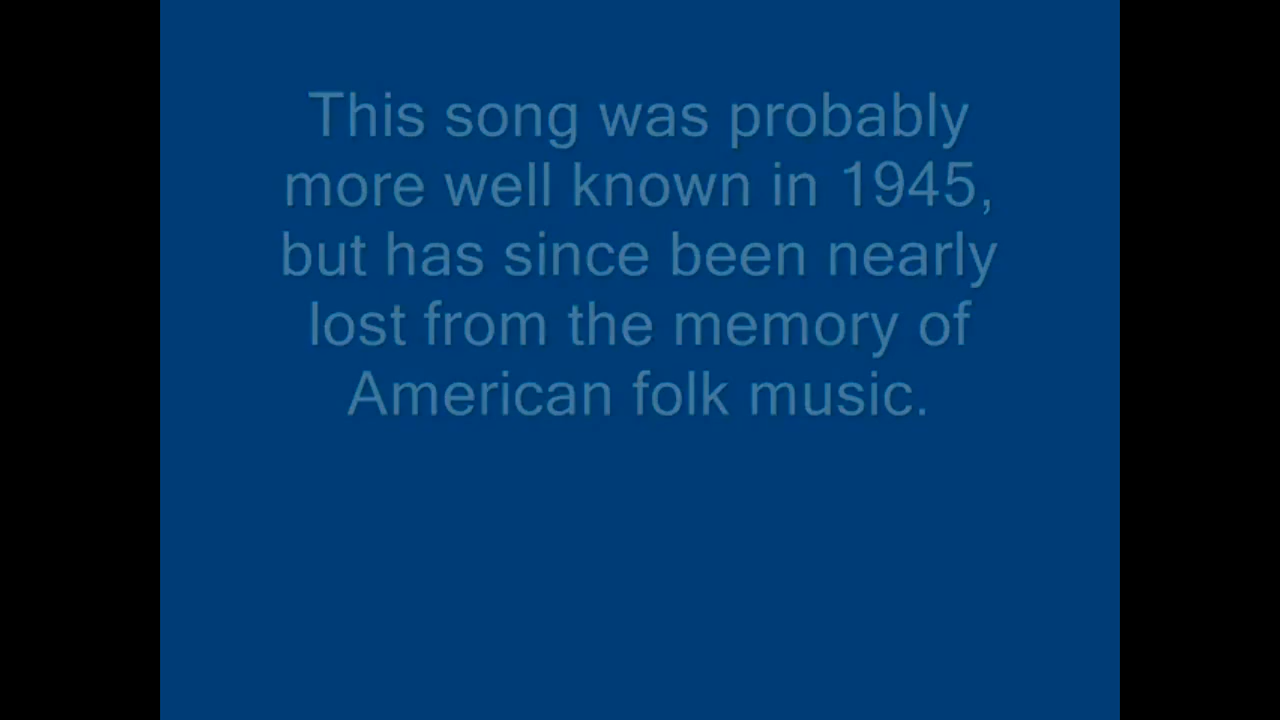 This song was probably
more well known in 1945,
but has since been nearly
lost from the memory of
American folk music.